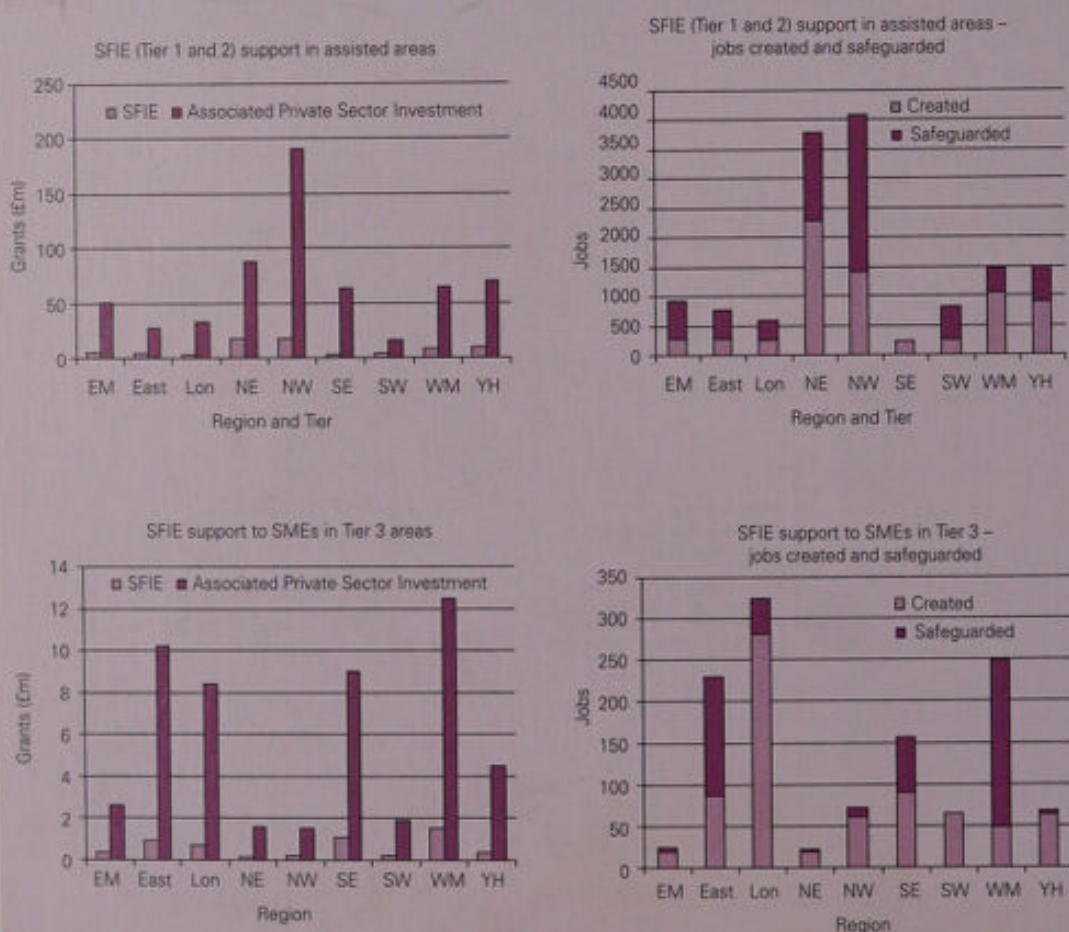 SFIE (Tier 1 and 2) support in assisted areas
250
200
150
100
50
0
Grants (£m)
SFIE Associated Private Sector Investment
EM East Lon NE NW SE SW WM YH
Region and Tier
SFIE (Tier 1 and 2) support in assisted areas –
jobs created and safeguarded
4500
4000
3500
3000
2500
2000
1500
1000
500
0
Jobs
Created
Safeguarded
EM East Lon NE NW SE SW WM YH
Region and Tier
SFIE support to SMEs in Tier 3 areas
14
12
10
8
6
4
2
0
Grants (£m)
SFIE Associated Private Sector Investment
EM East Lon NE NW SE SW WM YH
Region
SFIE support to SMEs in Tier 3 –
jobs created and safeguarded
350
300
250
200
150
100
50
0
Jobs
Created
Safeguarded
EM East Lon NE NW SE SW WM YH
Region